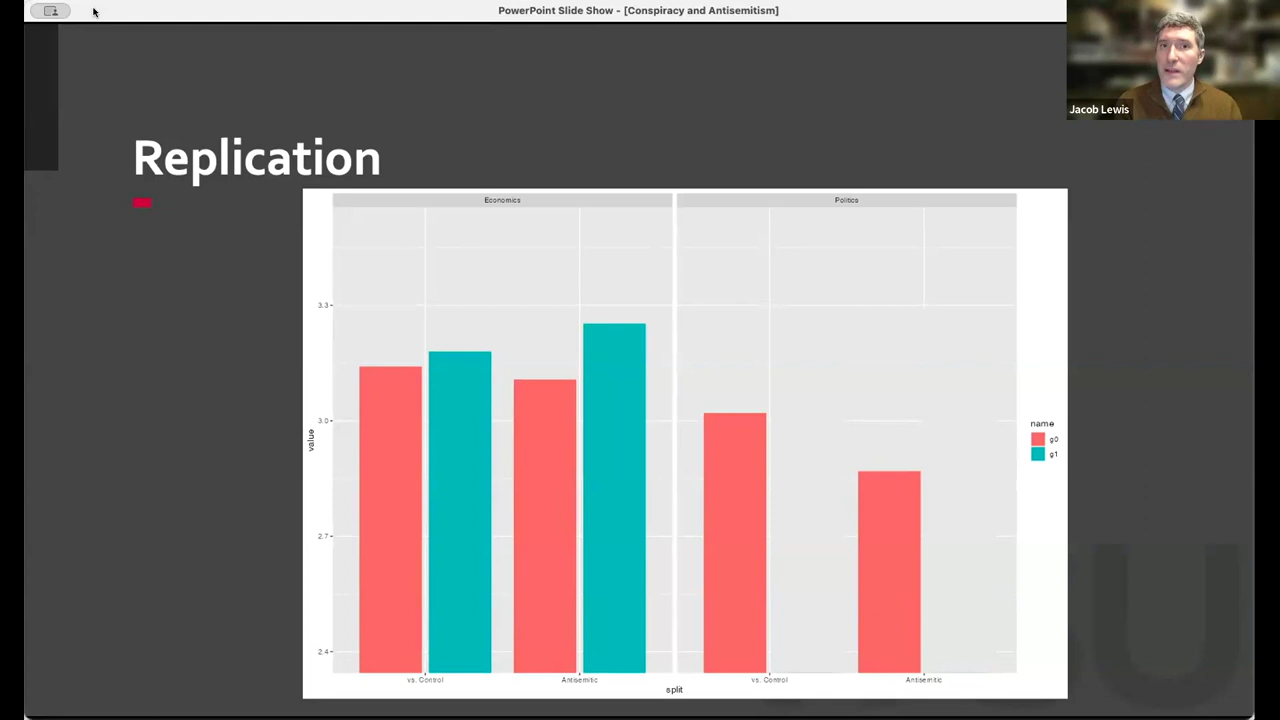 PowerPoint Slide Show - [Conspiracy and Antisemitism]
Jacob Lewis
Replication
Economics
Politics
3.3
3.0
2.7
2.4
value
vs. Control
Antisemitic
vs. Control
Antisemitic
split
name
g0
g1